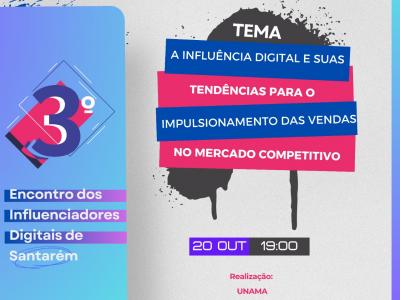 3º
Encontro dos
Influenciadores
Digitais de
Santarém
TEMA
A INFLUÊNCIA DIGITAL E SUAS
TENDÊNCIAS PARA O
IMPULSIONAMENTO DAS VENDAS
NO MERCADO COMPETITIVO
20 OUT 19:00
Realização:
UNAMA